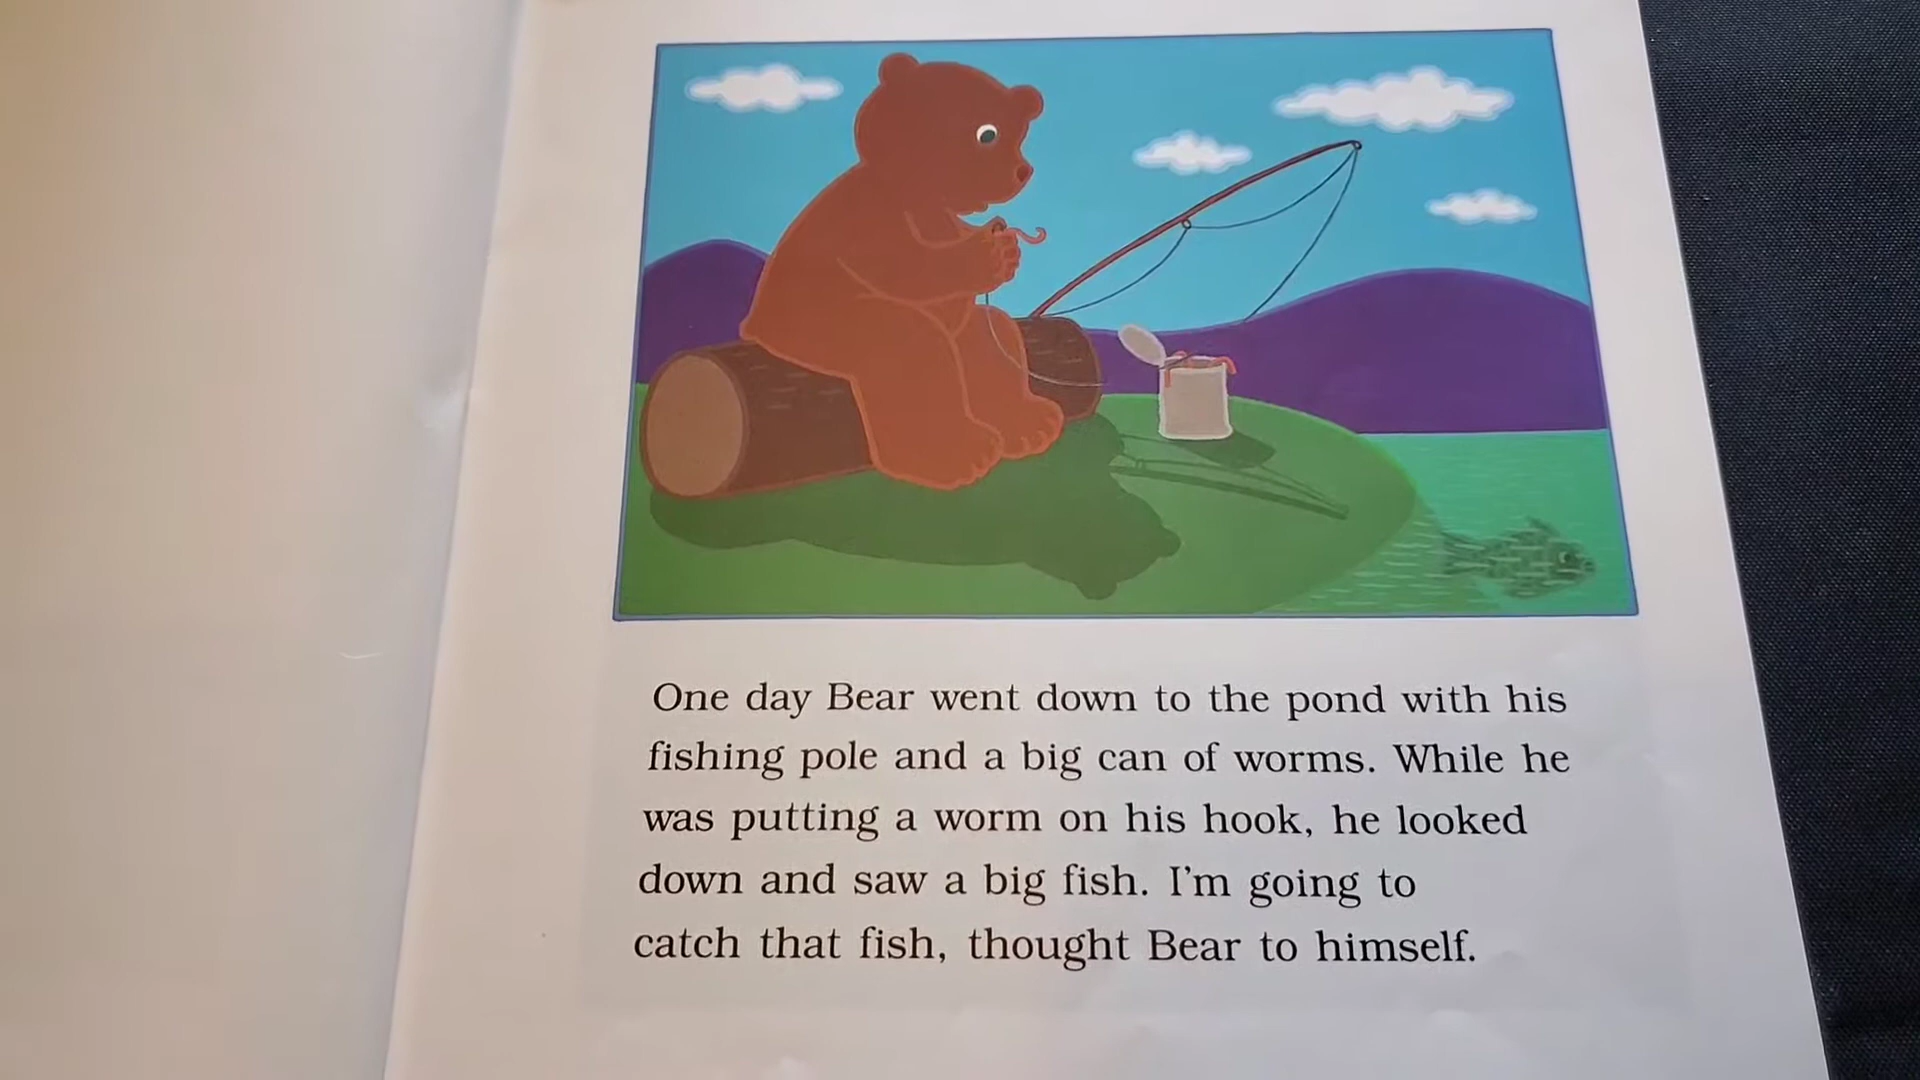 One day Bear went down to the pond with his
fishing pole and a big can of worms. While he
was putting a worm on his hook, he looked
down and saw a big fish. I'm going to
catch that fish, thought Bear to himself.